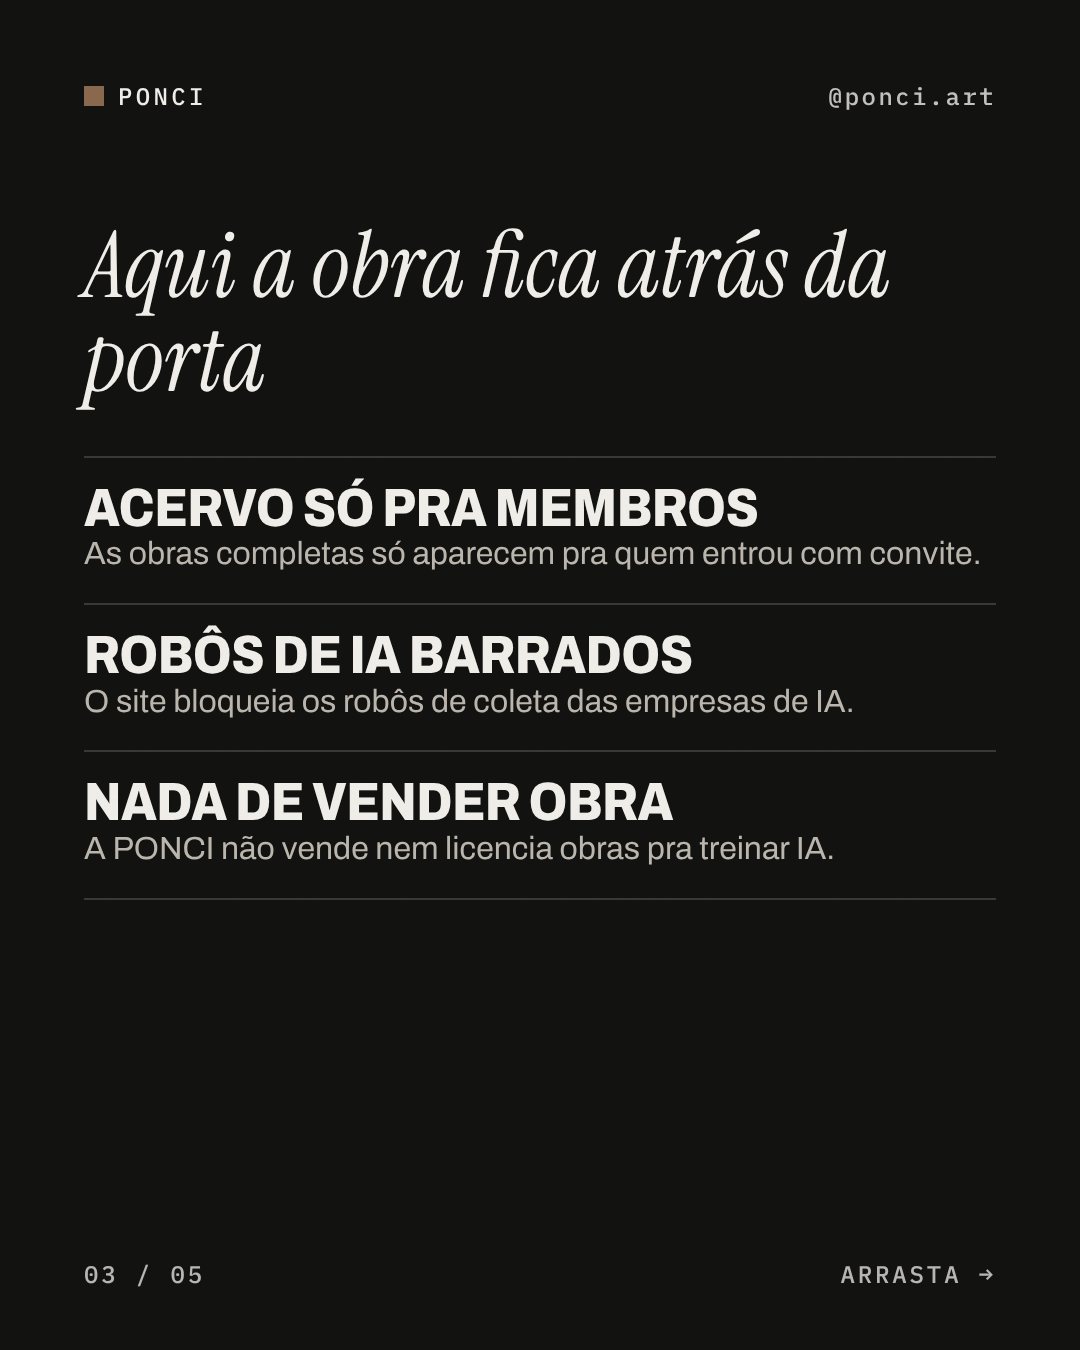 PONCI
@ponci.art
Aqui a obra fica atrás da
porta
ACERVO SÓ PRA MEMBROS
As obras completas só aparecem pra quem entrou com convite.
ROBÔS DE IA BARRADOS
O site bloqueia os robôs de coleta das empresas de IA.
NADA DE VENDER OBRA
A PONCI não vende nem licencia obras pra treinar IA.
03 / 05
ARRASTA →